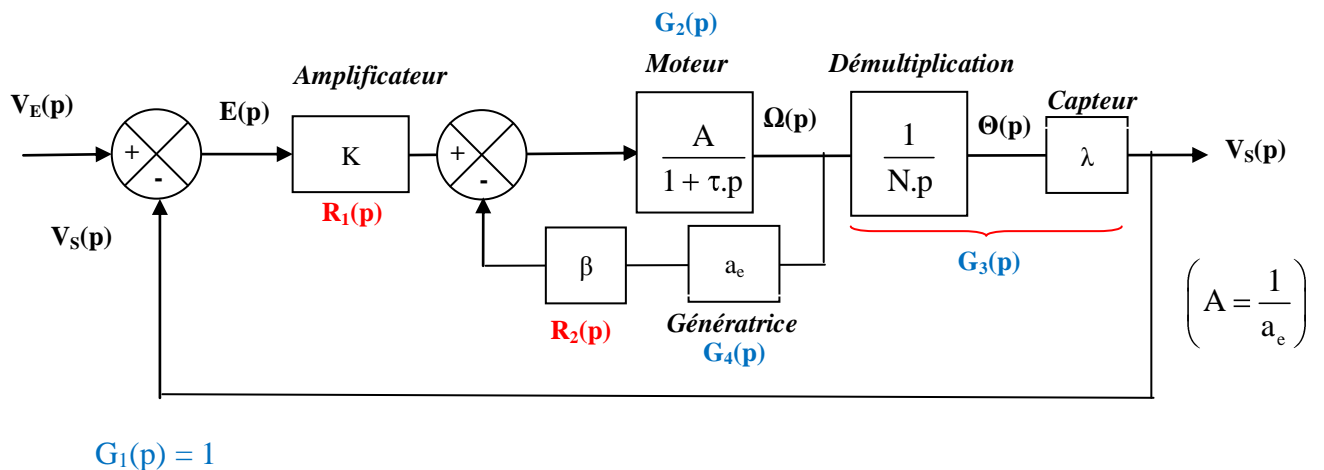 G₂(p)
Amplificateur
Moteur
Démultiplication
Capteur
V_E(p)
E(p)
Ω(p)
Θ(p)
V_S(p)
+
-
K
+
-
A
1 + τ.p
1
N.p
λ
R₁(p)
V_S(p)
β
a_e
G₃(p)
R₂(p)
Génératrice
G₄(p)
(A = 1/a_e)
G₁(p) = 1